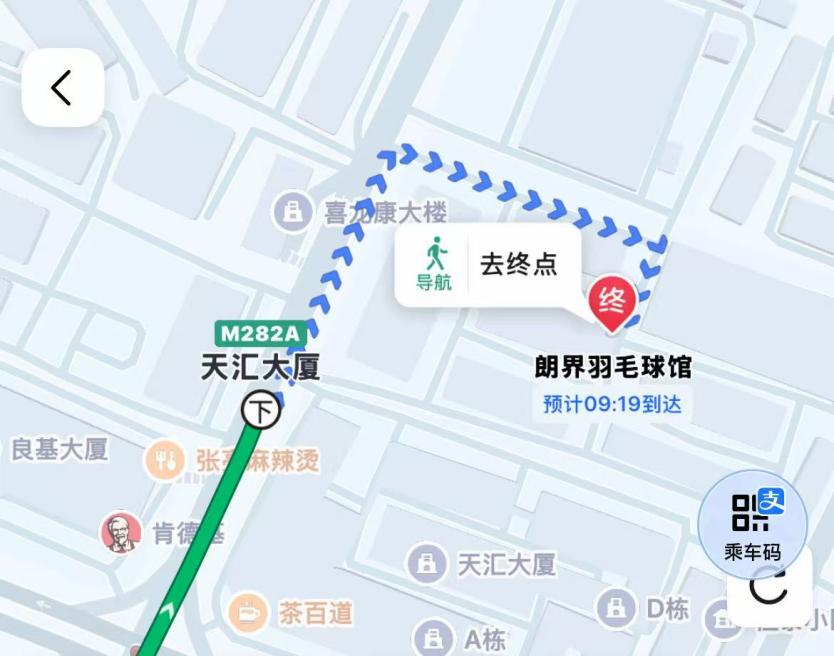 喜龙康大楼
导航
去终点
终
M282A
天汇大厦
朗界羽毛球馆
预计09:19到达
下
良基大厦
张亮麻辣烫
肯德基
支
乘车码
天汇大厦
茶百道
D栋
A栋